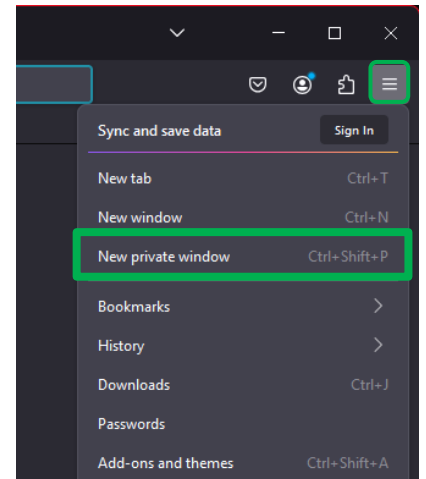 Sync and save data Sign In
New tab Ctrl+T
New window Ctrl+N
New private window Ctrl+Shift+P
Bookmarks
History
Downloads Ctrl+J
Passwords
Add-ons and themes Ctrl+Shift+A